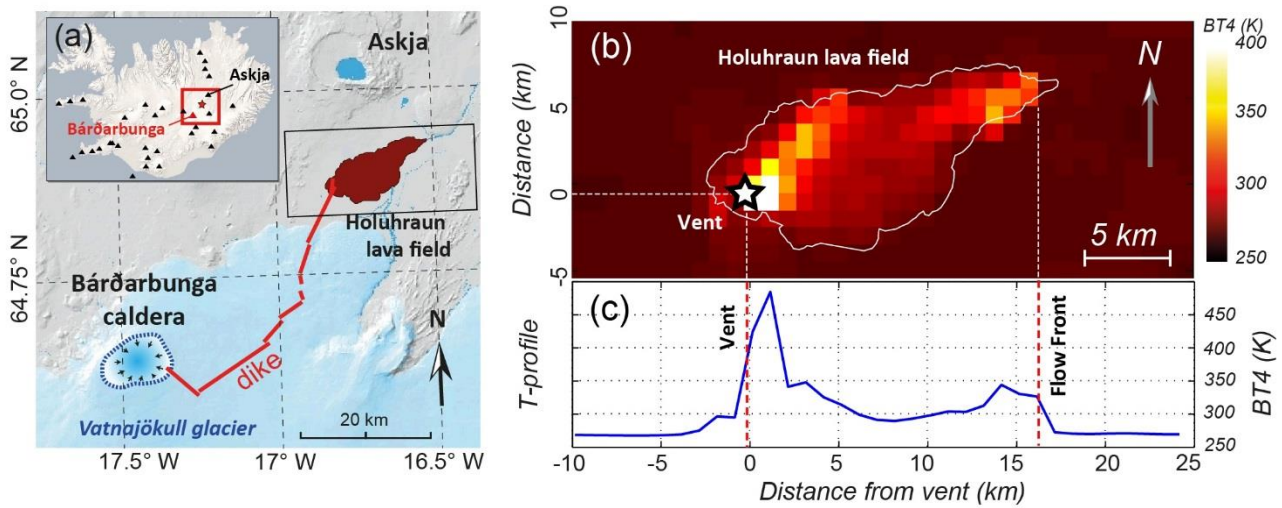 (a)
Askja
Bárðarbunga
65.0° N
64.75° N
Askja
Holuhraun
lava field
Bárðarbunga
caldera
dike
N
20 km
Vatnajökull glacier
17.5° W
17° W
16.5° W
(b)
Holuhraun lava field
N
Vent
5 km
Distance (km)
10
5
0
-5
BT4 (K)
400
350
300
250
(c)
Vent
Flow Front
T-profile
450
400
350
300
250
BT4 (K)
-10
-5
0
5
10
15
20
25
Distance from vent (km)